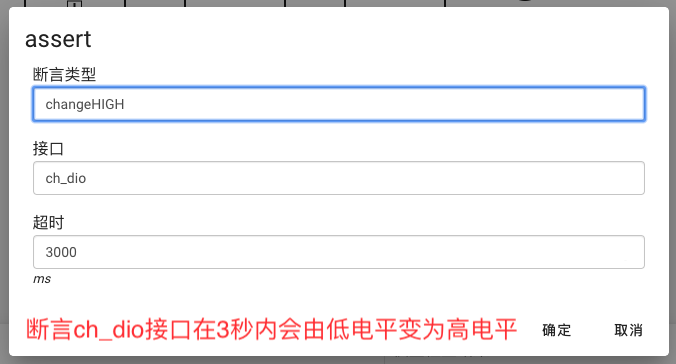 assert
断言类型
changeHIGH
接口
ch_dio
超时
3000
ms
断言ch_dio接口在3秒内会由低电平变为高电平
确定
取消